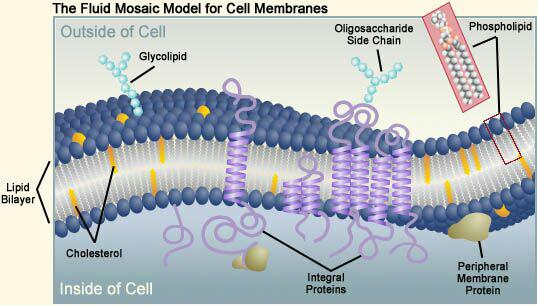 The Fluid Mosaic Model for Cell Membranes
Outside of Cell
Glycolipid
Oligosaccharide
Side Chain
Phospholipid
Lipid
Bilayer
Cholesterol
Integral
Proteins
Peripheral
Membrane
Protein
Inside of Cell